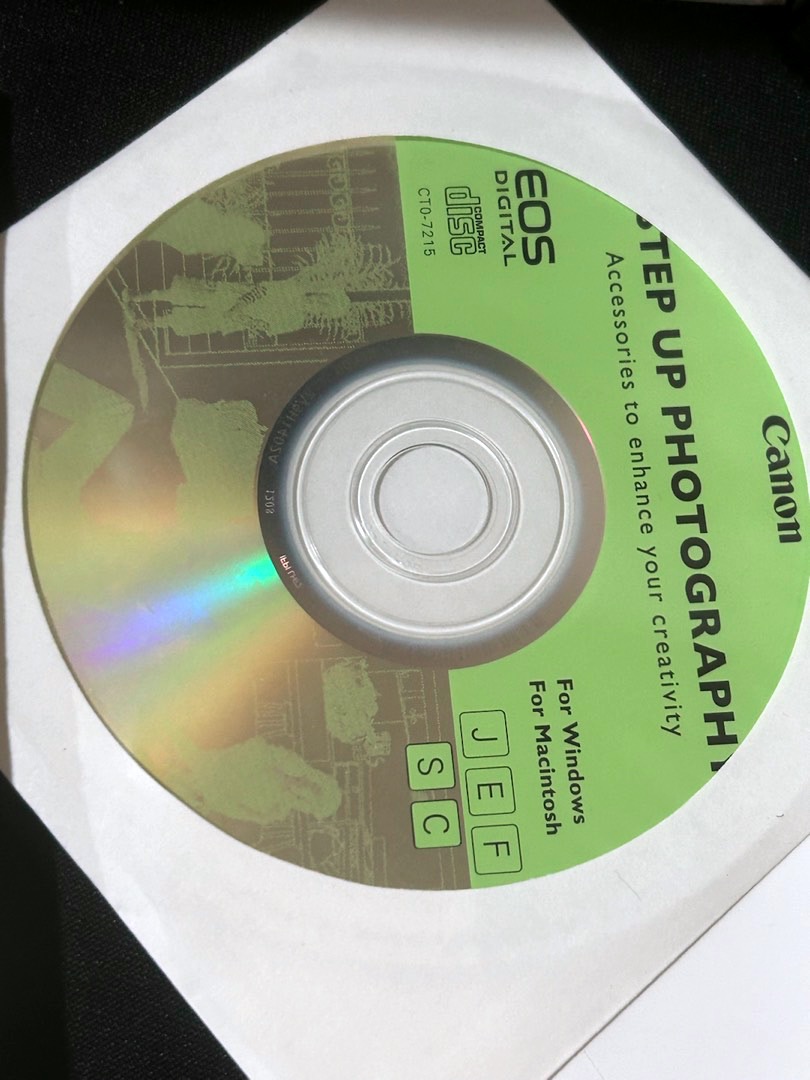 Canon
STEP UP PHOTOGRAPH
Accessories to enhance your creativity
EOS
DIGITAL
COMPACT
disc
CT0-7215
For Windows
For Macintosh
J E F
S C
1508